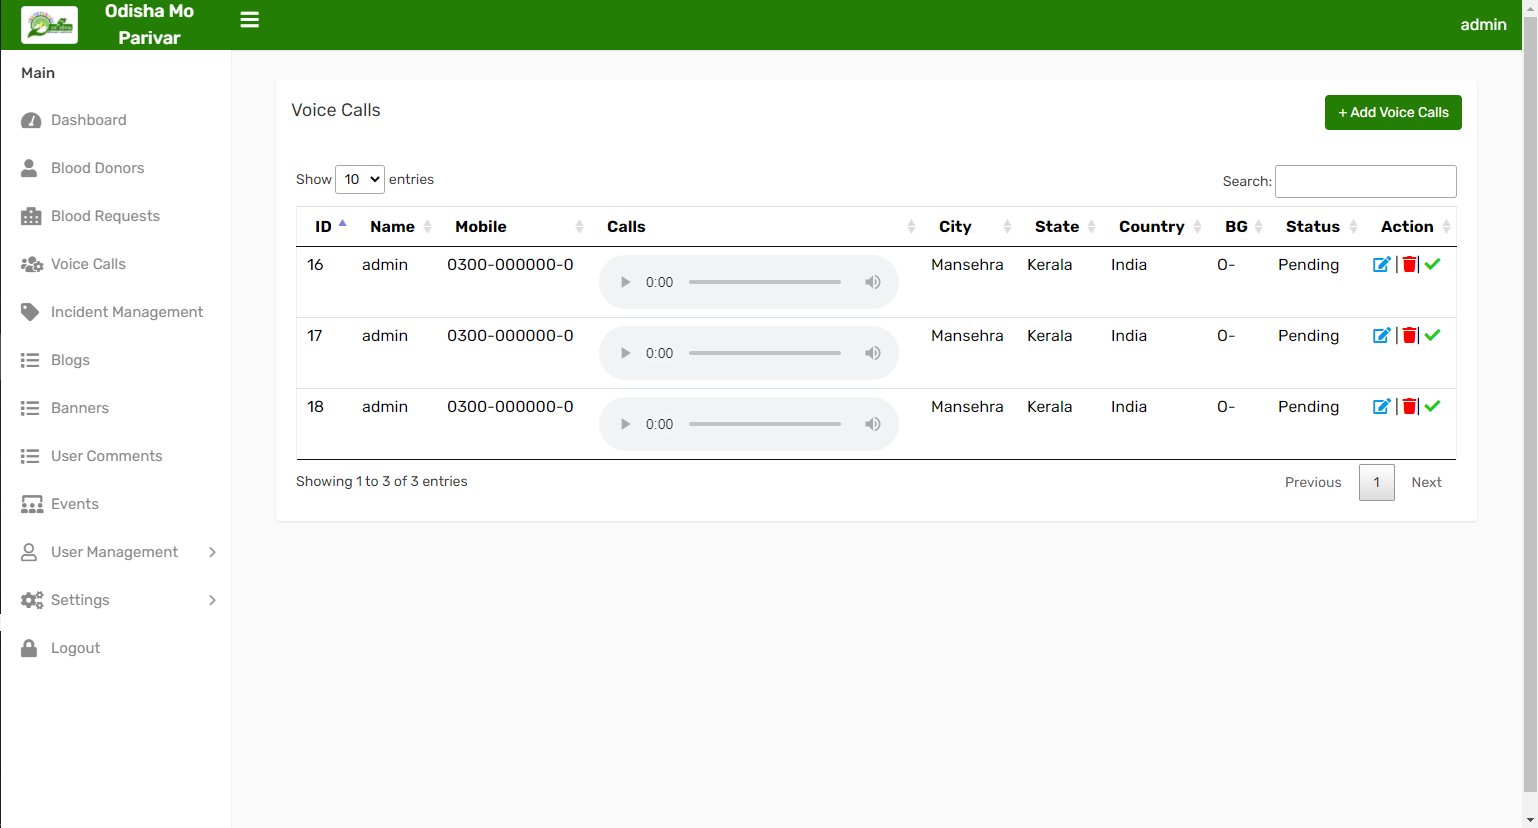 Odisha Mo
Parivar
admin
Main
Dashboard
Blood Donors
Blood Requests
Voice Calls
Incident Management
Blogs
Banners
User Comments
Events
User Management
Settings
Logout
Voice Calls
+ Add Voice Calls
Show 10 entries
Search:
ID Name Mobile Calls City State Country BG Status Action
16 admin 0300-000000-0 0:00 Mansehra Kerala India O- Pending | |
17 admin 0300-000000-0 0:00 Mansehra Kerala India O- Pending | |
18 admin 0300-000000-0 0:00 Mansehra Kerala India O- Pending | |
Showing 1 to 3 of 3 entries
Previous 1 Next